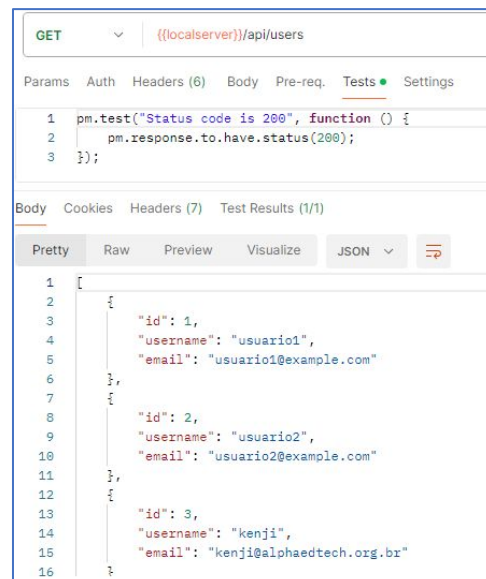 GET {{localserver}}/api/users
Params Auth Headers (6) Body Pre-req. Tests Settings
1 pm.test("Status code is 200", function () {
2 pm.response.to.have.status(200);
3 });
Body Cookies Headers (7) Test Results (1/1)
Pretty Raw Preview Visualize JSON
1 [
2 {
3 "id": 1,
4 "username": "usuario1",
5 "email": "usuario1@example.com"
6 },
7 {
8 "id": 2,
9 "username": "usuario2",
10 "email": "usuario2@example.com"
11 },
12 {
13 "id": 3,
14 "username": "kenji",
15 "email": "kenji@alphaedtech.org.br"
16 }